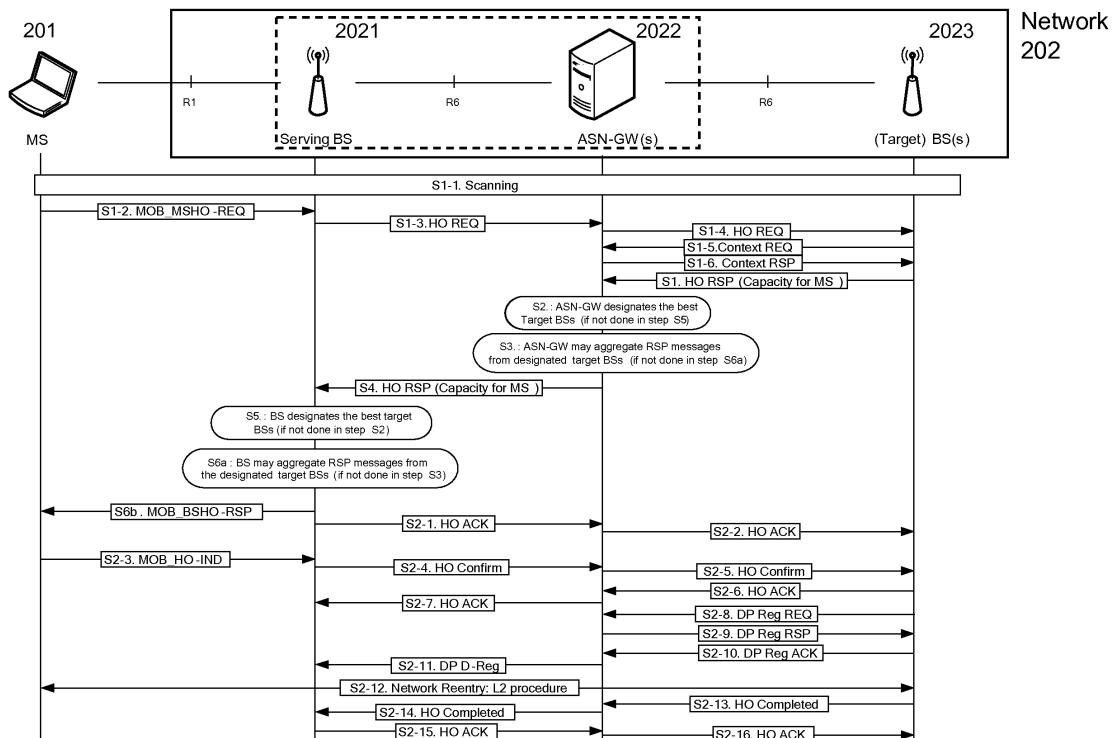 201
2021
2022
2023
Network
202
R1
R6
R6
MS
Serving BS
ASN-GW(s)
(Target) BS(s)
S1-1. Scanning
S1-2. MOB_MSHO-REQ
S1-3.HO REQ
S1-4. HO REQ
S1-5.Context REQ
S1-6. Context RSP
S1. HO RSP (Capacity for MS )
S2.: ASN-GW designates the best
Target BSs (if not done in step S5)
S3.: ASN-GW may aggregate RSP messages
from designated target BSs (if not done in step S6a)
S4. HO RSP (Capacity for MS )
S5.: BS designates the best target
BSs (if not done in step S2)
S6a : BS may aggregate RSP messages from
the designated target BSs (if not done in step S3)
S6b . MOB_BSHO-RSP
S2-1. HO ACK
S2-2. HO ACK
S2-3. MOB_HO-IND
S2-4. HO Confirm
S2-5. HO Confirm
S2-6. HO ACK
S2-7. HO ACK
S2-8. DP Reg REQ
S2-9. DP Reg RSP
S2-10. DP Reg ACK
S2-11. DP D-Reg
S2-12. Network Reentry: L2 procedure
S2-13. HO Completed
S2-14. HO Completed
S2-15. HO ACK
S2-16. HO ACK